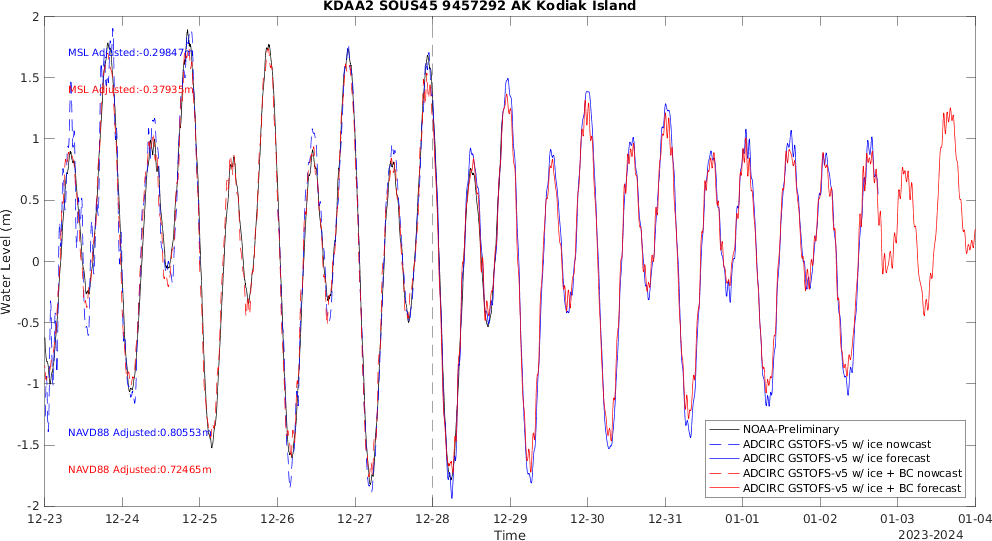 KDAA2 SOUS45 9457292 AK Kodiak Island
2
1.5
1
0.5
0
-0.5
-1
-1.5
-2
Water Level (m)
MSL Adjusted:-0.29847m
MSL Adjusted:-0.37935m
NAVD88 Adjusted:0.80553m
NAVD88 Adjusted:0.72465m
NOAA-Preliminary
ADCIRC GSTOFS-v5 w/ ice nowcast
ADCIRC GSTOFS-v5 w/ ice forecast
ADCIRC GSTOFS-v5 w/ ice + BC nowcast
ADCIRC GSTOFS-v5 w/ ice + BC forecast
12-23 12-24 12-25 12-26 12-27 12-28 12-29 12-30 12-31 01-01 01-02 01-03 01-04
Time
2023-2024